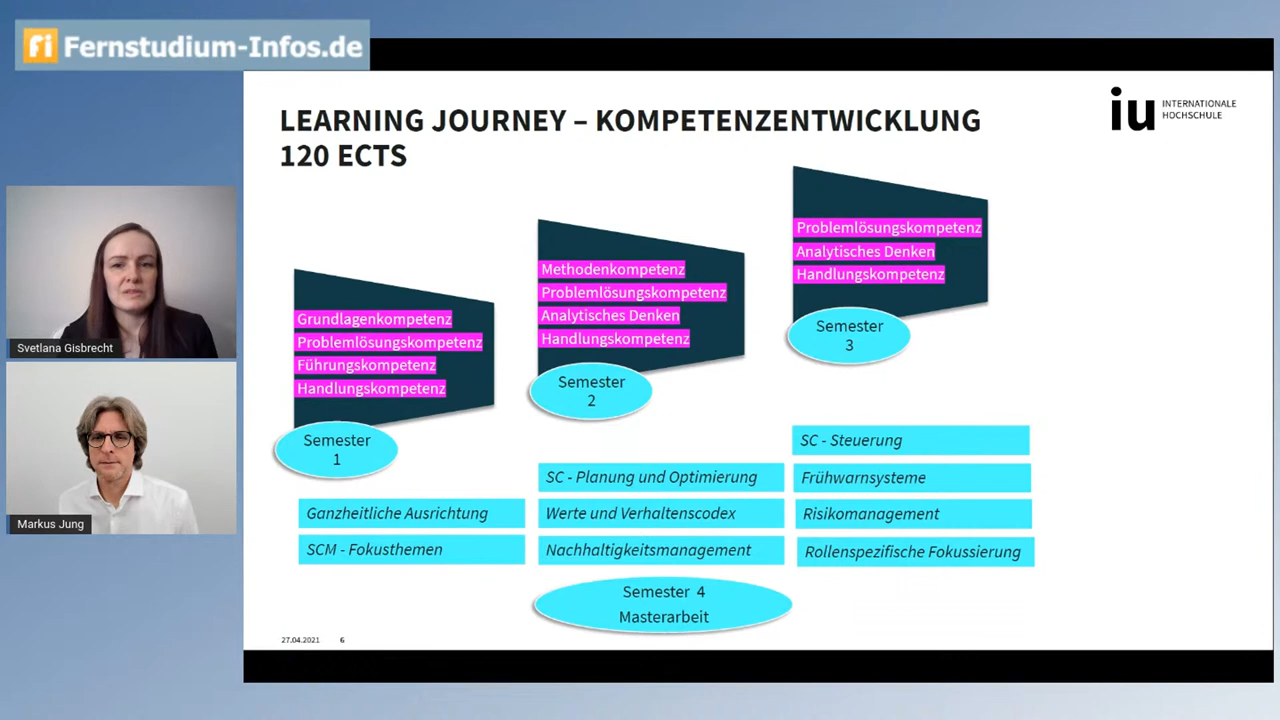 fi Fernstudium-Infos.de
LEARNING JOURNEY – KOMPETENZENTWICKLUNG
120 ECTS
iu INTERNATIONALE
HOCHSCHULE
Svetlana Gisbrecht
Markus Jung
Grundlagenkompetenz
Problemlösungskompetenz
Führungskompetenz
Handlungskompetenz
Semester
1
Methodenkompetenz
Problemlösungskompetenz
Analytisches Denken
Handlungskompetenz
Semester
2
Problemlösungskompetenz
Analytisches Denken
Handlungskompetenz
Semester
3
Ganzheitliche Ausrichtung
SCM - Fokusthemen
SC - Planung und Optimierung
Werte und Verhaltenscodex
Nachhaltigkeitsmanagement
SC - Steuerung
Frühwarnsysteme
Risikomanagement
Rollenspezifische Fokussierung
Semester 4
Masterarbeit
27.04.2021 6